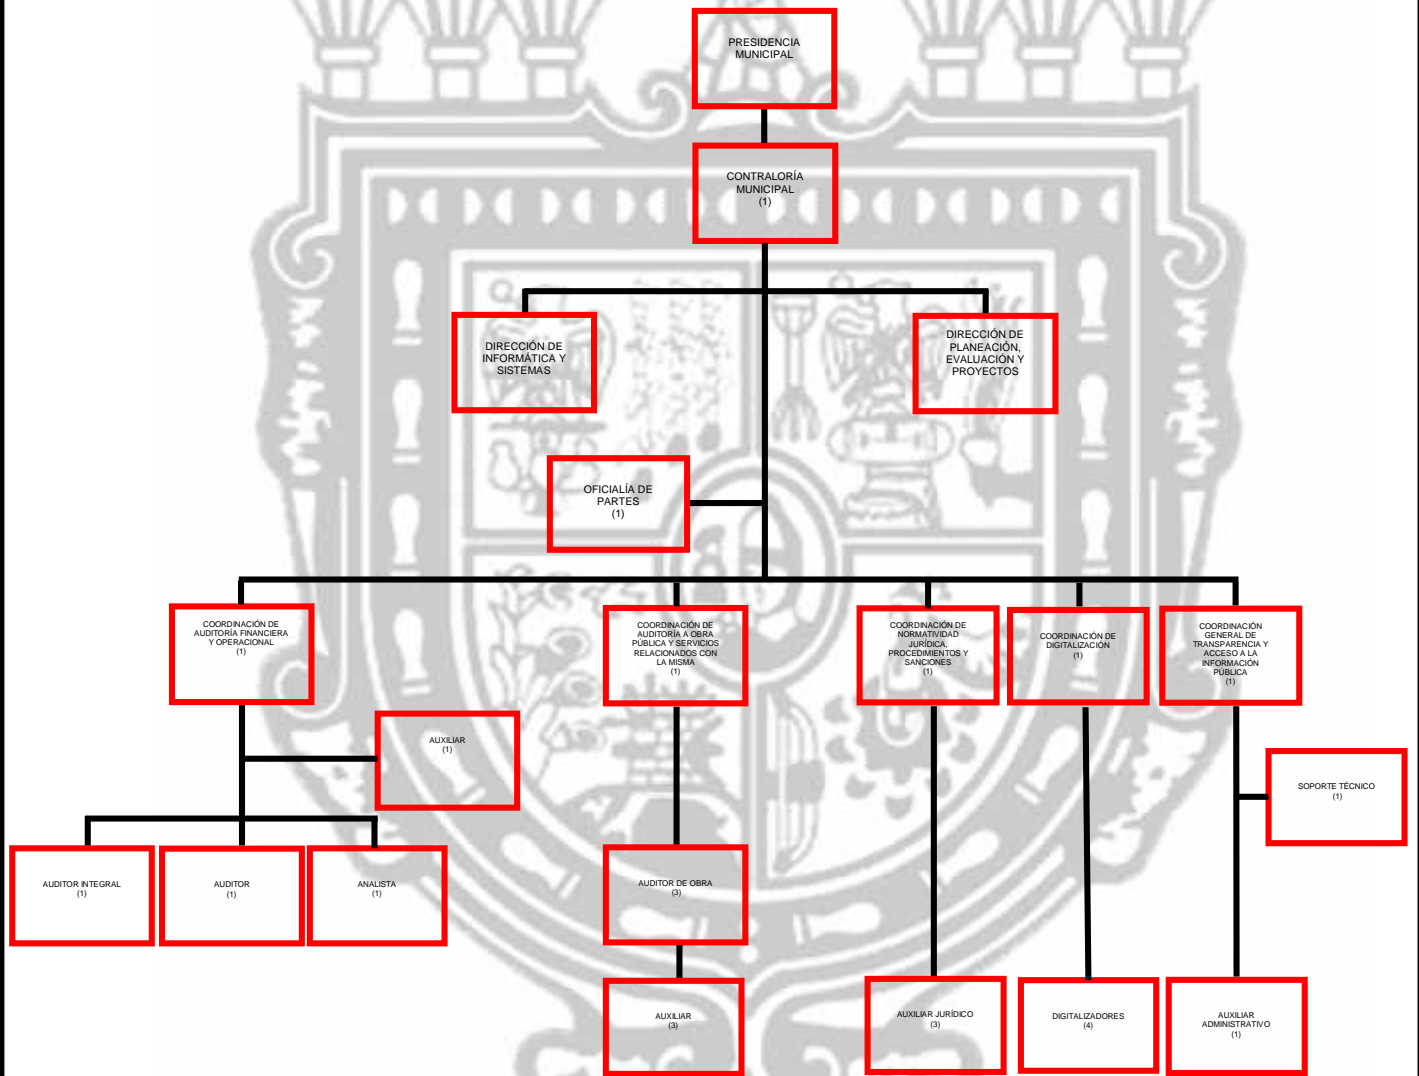 PRESIDENCIA
MUNICIPAL
CONTRALORÍA
MUNICIPAL
(1)
DIRECCIÓN DE
INFORMÁTICA Y
SISTEMAS
DIRECCIÓN DE
PLANEACIÓN,
EVALUACIÓN Y
PROYECTOS
OFICIALÍA DE
PARTES
(1)
COORDINACIÓN DE
AUDITORÍA FINANCIERA
Y OPERACIONAL
(1)
COORDINACIÓN DE
AUDITORÍA A OBRA
PÚBLICA Y SERVICIOS
RELACIONADOS CON
LA MISMA
(1)
COORDINACIÓN DE
NORMATIVIDAD
JURÍDICA,
PROCEDIMIENTOS Y
SANCIONES
(1)
COORDINACIÓN DE
DIGITALIZACIÓN
(1)
COORDINACIÓN
GENERAL DE
TRANSPARENCIA Y
ACCESO A LA
INFORMACIÓN
PÚBLICA
(1)
AUXILIAR
(1)
SOPORTE TÉCNICO
(1)
AUDITOR INTEGRAL
(1)
AUDITOR
(1)
ANALISTA
(1)
AUDITOR DE OBRA
(3)
AUXILIAR
(3)
AUXILIAR JURÍDICO
(3)
DIGITALIZADORES
(4)
AUXILIAR
ADMINISTRATIVO
(1)